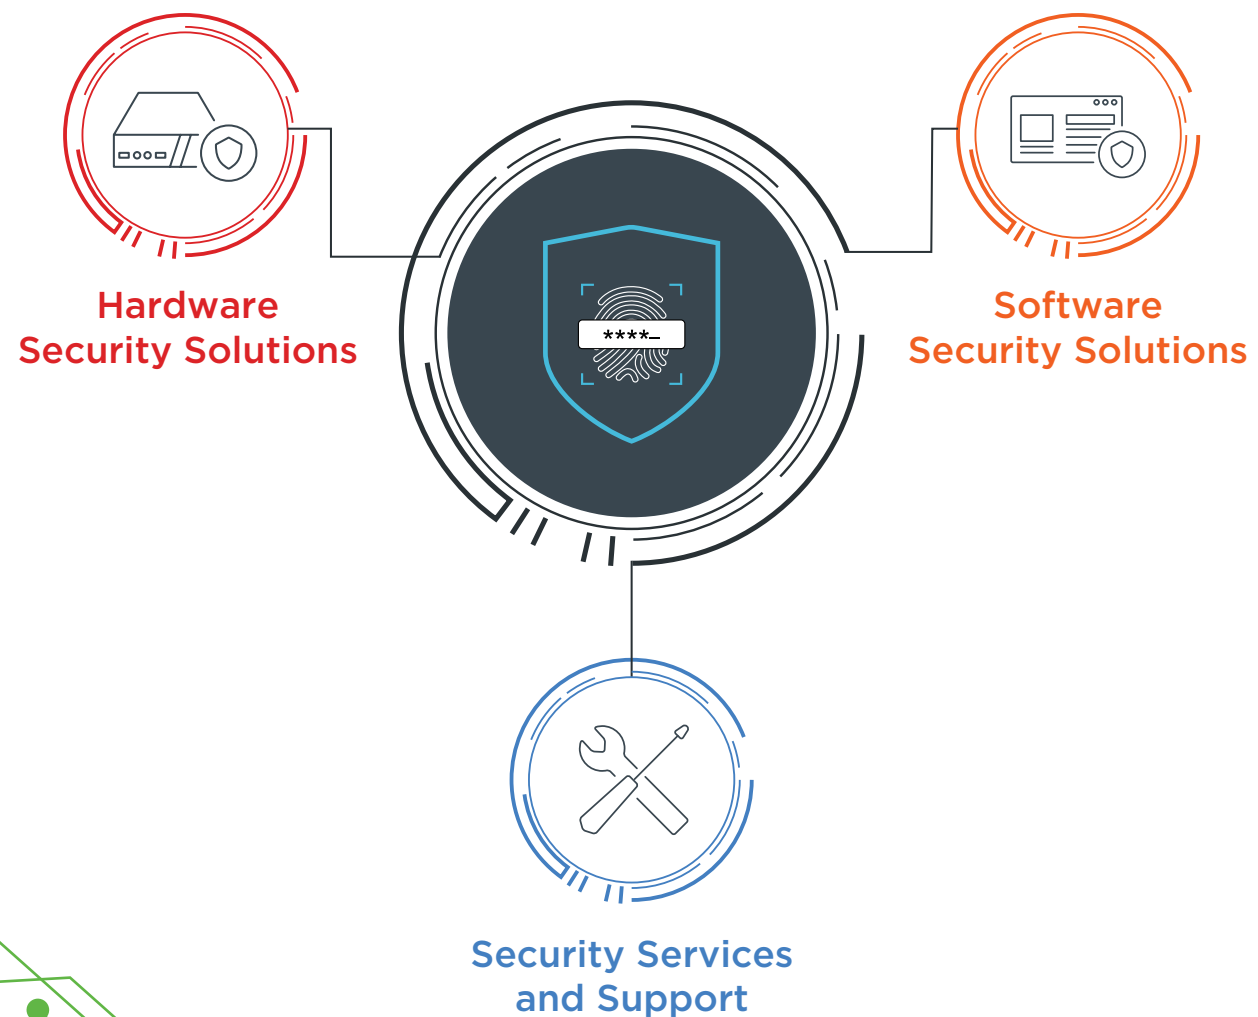 Hardware
Security Solutions
****_
Software
Security Solutions
Security Services
and Support